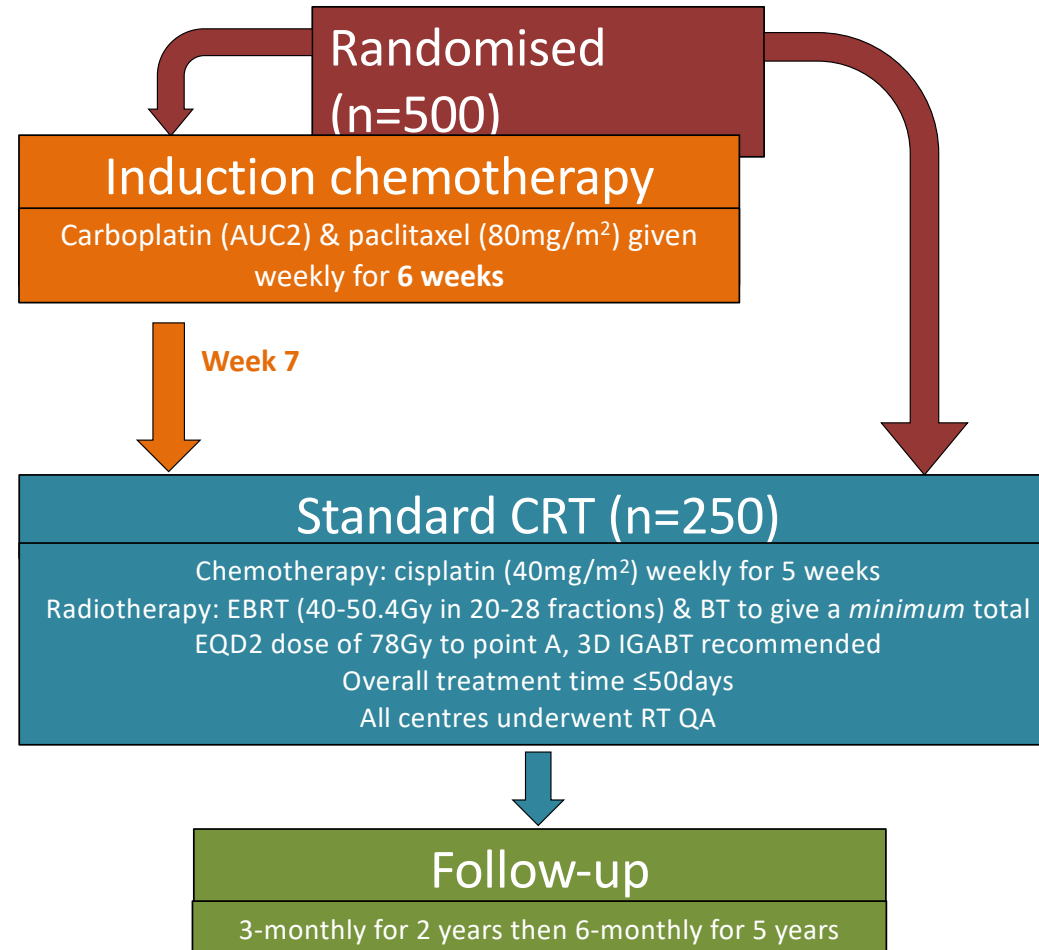 Randomised
(n=500)
Induction chemotherapy
Carboplatin (AUC2) & paclitaxel (80mg/m²) given
weekly for 6 weeks
Week 7
Standard CRT (n=250)
Chemotherapy: cisplatin (40mg/m²) weekly for 5 weeks
Radiotherapy: EBRT (40-50.4Gy in 20-28 fractions) & BT to give a minimum total
EQD2 dose of 78Gy to point A, 3D IGABT recommended
Overall treatment time ≤50days
All centres underwent RT QA
Follow-up
3-monthly for 2 years then 6-monthly for 5 years